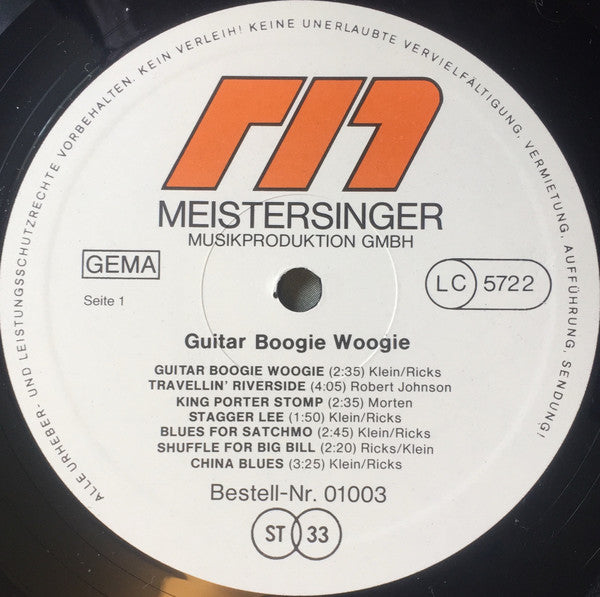 ALLE URHEBER- UND LEISTUNGSSCHUTZRECHTE VORBEHALTEN. KEIN VERLEIH! KEINE UNERLAUBTE VERVIELFÄLTIGUNG, VERMIETUNG, AUFFÜHRUNG, SENDUNG!
m
MEISTERSINGER
MUSIKPRODUKTION GMBH
GEMA
LC 5722
Seite 1
Guitar Boogie Woogie
GUITAR BOOGIE WOOGIE (2:35) Klein/Ricks
TRAVELLIN' RIVERSIDE (4:05) Robert Johnson
KING PORTER STOMP (2:35) Morten
STAGGER LEE (1:50) Klein/Ricks
BLUES FOR SATCHMO (2:45) Klein/Ricks
SHUFFLE FOR BIG BILL (2:20) Ricks/Klein
CHINA BLUES (3:25) Klein/Ricks
Bestell-Nr. 01003
ST 33